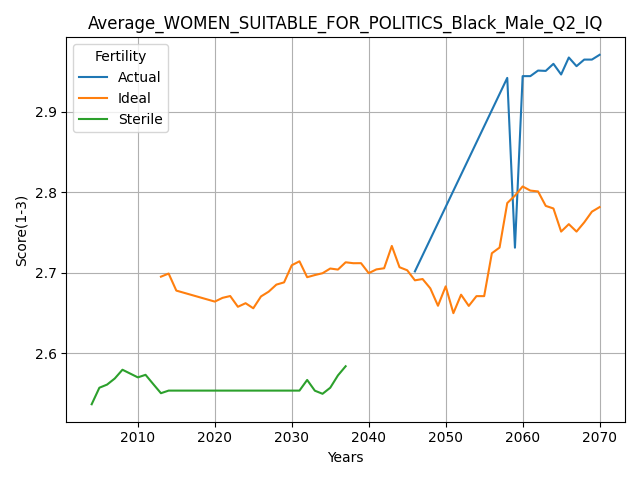 Average_WOMEN_SUITABLE_FOR_POLITICS_Black_Male_Q2_IQ
Fertility
Actual
Ideal
Sterile
Score(1-3)
2.9
2.8
2.7
2.6
2010 2020 2030 2040 2050 2060 2070
Years